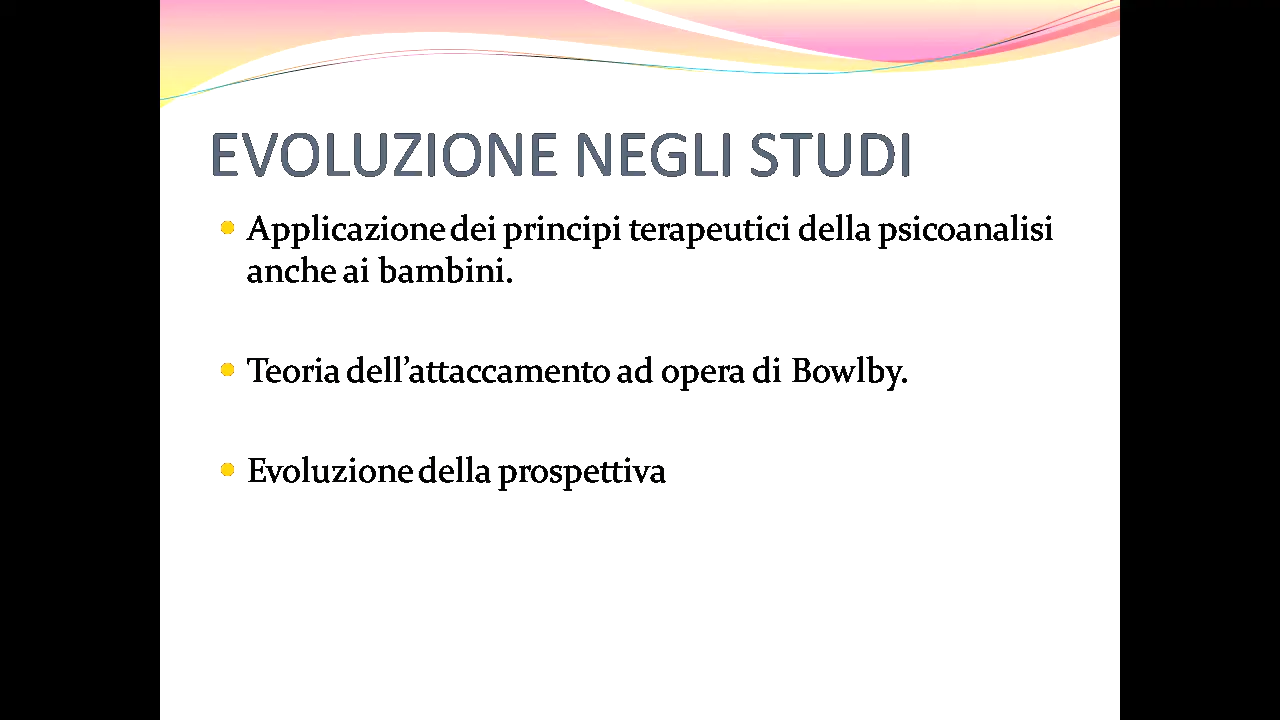 EVOLUZIONE NEGLI STUDI
Applicazione dei principi terapeutici della psicoanalisi
anche ai bambini.
Teoria dell’attaccamento ad opera di Bowlby.
Evoluzione della prospettiva